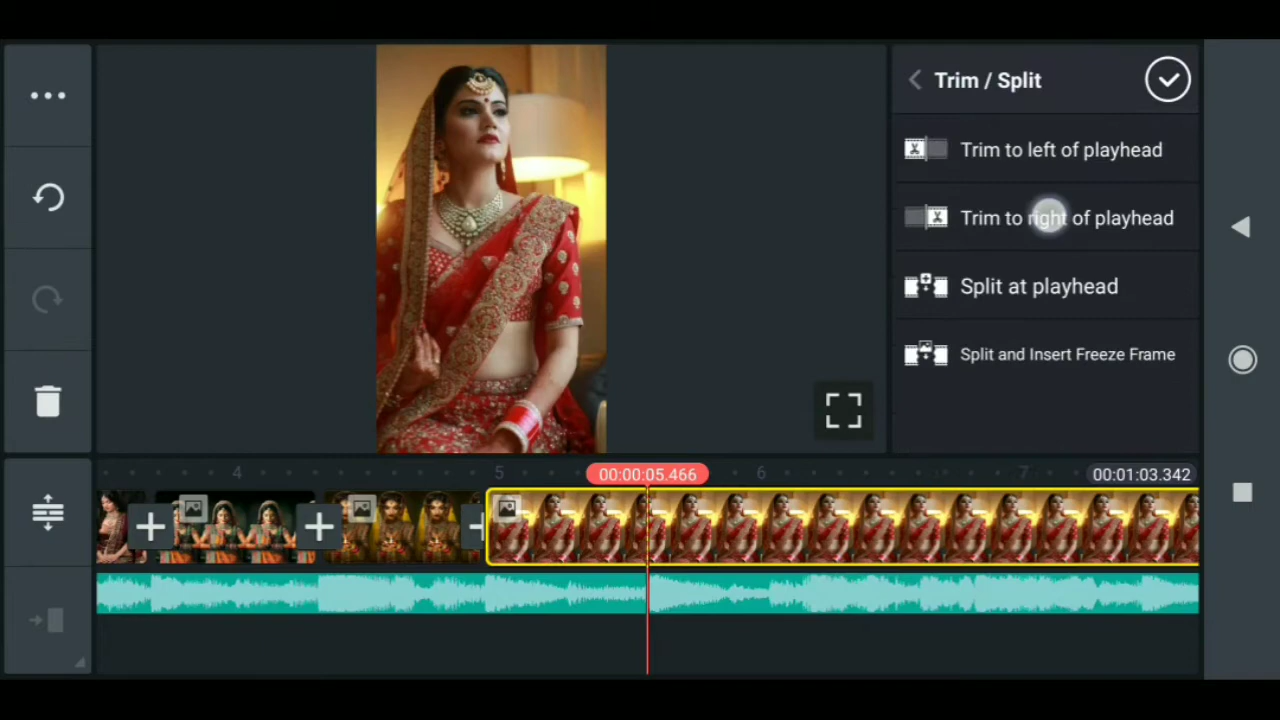 Trim / Split
Trim to left of playhead
Trim to right of playhead
Split at playhead
Split and Insert Freeze Frame
4 5 00:00:05.466 6 7 00:01:03.342